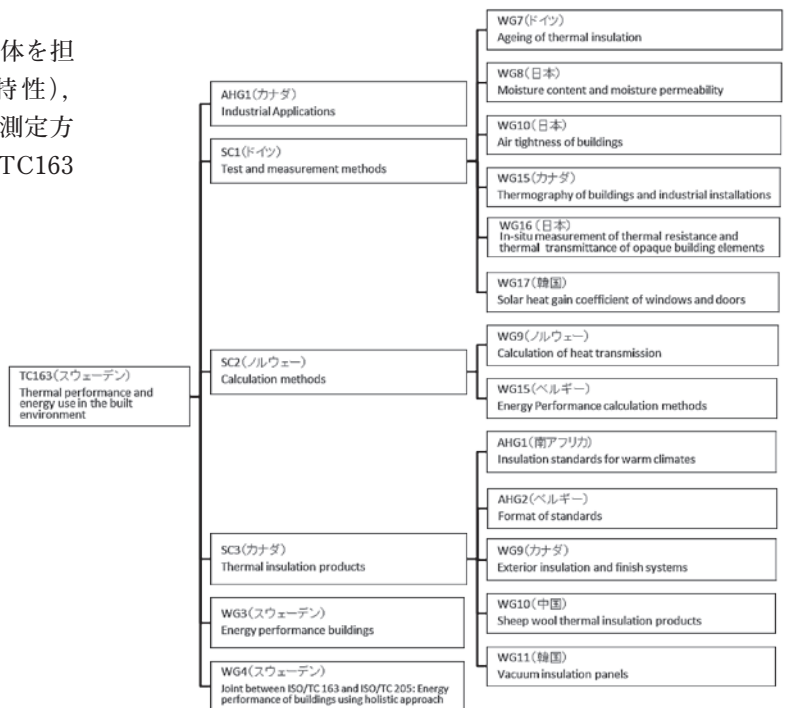 体を担
特性),
測定方
TC163
TC163(スウェーデン)
Thermal performance and
energy use in the built
environment
AHG1(カナダ)
Industrial Applications
SC1(ドイツ)
Test and measurement methods
WG7(ドイツ)
Ageing of thermal insulation
WG8(日本)
Moisture content and moisture permeability
WG10(日本)
Air tightness of buildings
WG15(カナダ)
Thermography of buildings and industrial installations
WG16(日本)
In-situ measurement of thermal resistance and
thermal transmittance of opaque building elements
WG17(韓国)
Solar heat gain coefficient of windows and doors
SC2(ノルウェー)
Calculation methods
WG9(ノルウェー)
Calculation of heat transmission
WG15(ベルギー)
Energy Performance calculation methods
SC3(カナダ)
Thermal insulation products
AHG1(南アフリカ)
Insulation standards for warm climates
AHG2(ベルギー)
Format of standards
WG9(カナダ)
Exterior insulation and finish systems
WG10(中国)
Sheep wool thermal insulation products
WG11(韓国)
Vacuum insulation panels
WG3(スウェーデン)
Energy performance buildings
WG4(スウェーデン)
Joint between ISO/TC 163 and ISO/TC 205: Energy
performance of buildings using holistic approach